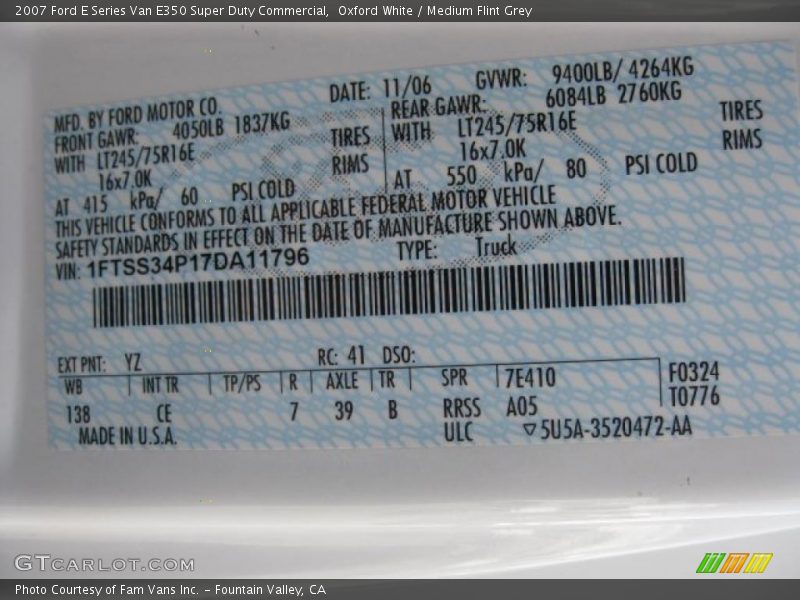 2007 Ford E Series Van E350 Super Duty Commercial,  Oxford White / Medium Flint Grey
MFD. BY FORD MOTOR CO.
DATE: 11/06
GVWR: 9400LB/ 4264KG
FRONT GAWR: 4050LB 1837KG
WITH LT245/75R16E TIRES
16x7.0K RIMS
AT 415 kPa/ 60 PSI COLD
REAR GAWR: 6084LB 2760KG
WITH LT245/75R16E TIRES
16x7.0K RIMS
AT 550 kPa/ 80 PSI COLD
THIS VEHICLE CONFORMS TO ALL APPLICABLE FEDERAL MOTOR VEHICLE
SAFETY STANDARDS IN EFFECT ON THE DATE OF MANUFACTURE SHOWN ABOVE.
VIN: 1FTSS34P17DA11796 TYPE: Truck
EXT PNT: YZ RC: 41 DSO:
WB INT TR TP/PS R AXLE TR SPR 7E410 F0324
138 CE 7 39 B RRSS A05 T0776
MADE IN U.S.A. ULC ▽5U5A-3520472-AA
GTCARLOT.COM
Photo Courtesy of Fam Vans Inc. - Fountain Valley, CA